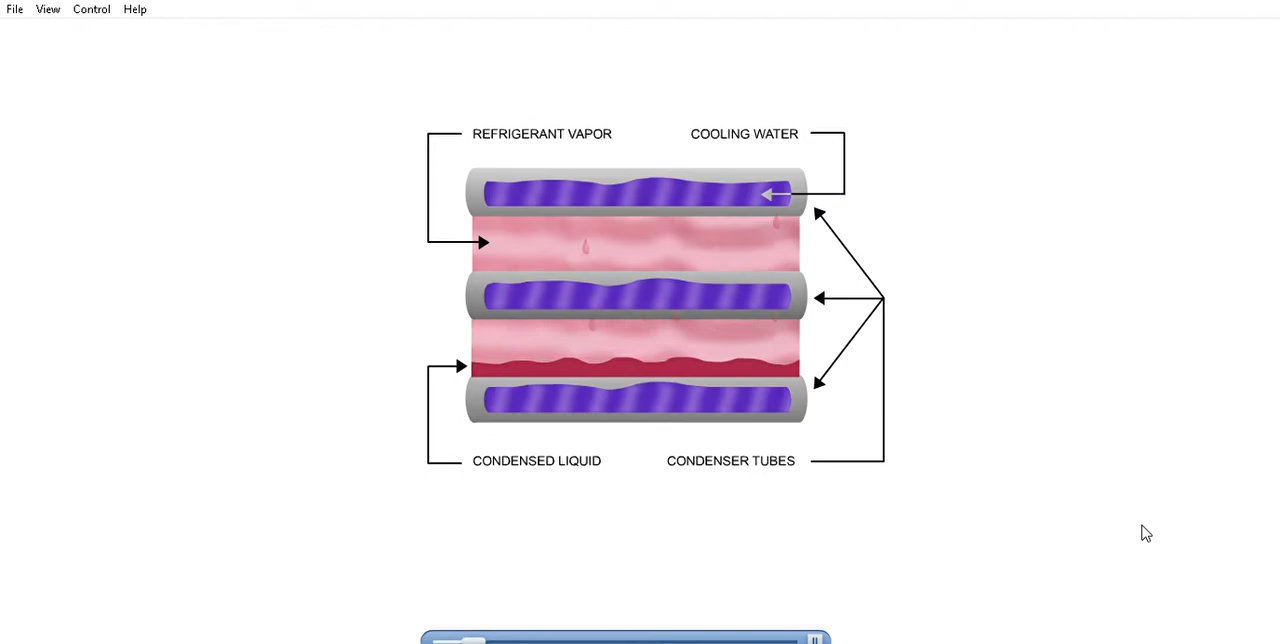 File View Control Help
REFRIGERANT VAPOR COOLING WATER
CONDENSED LIQUID CONDENSER TUBES